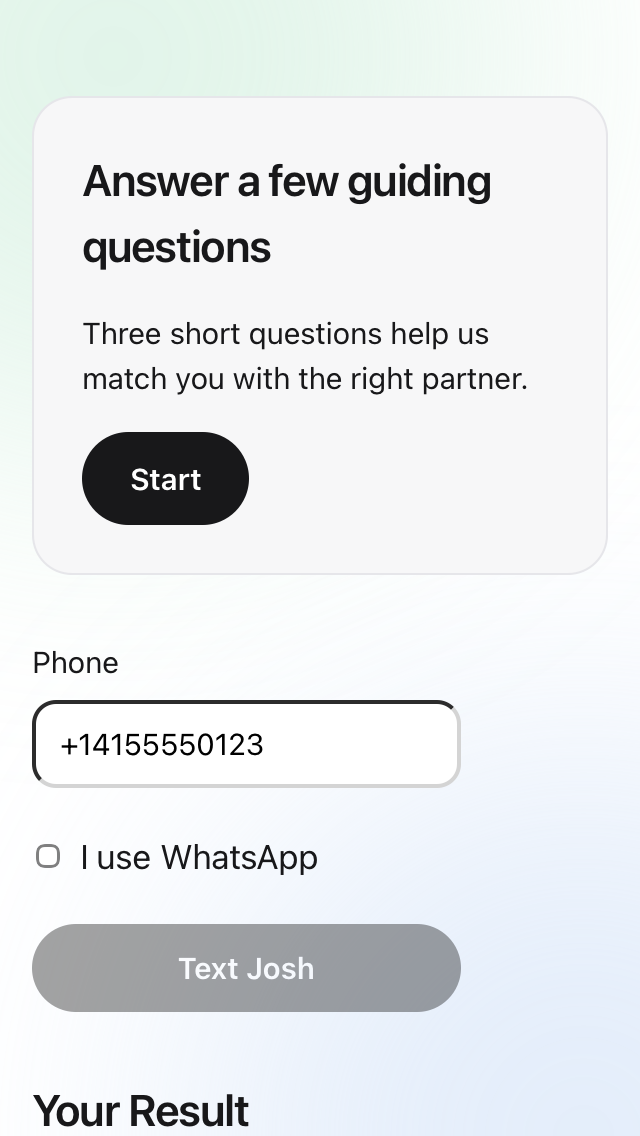 Answer a few guiding
questions
Three short questions help us
match you with the right partner.
Start
Phone
+14155550123
I use WhatsApp
Text Josh
Your Result